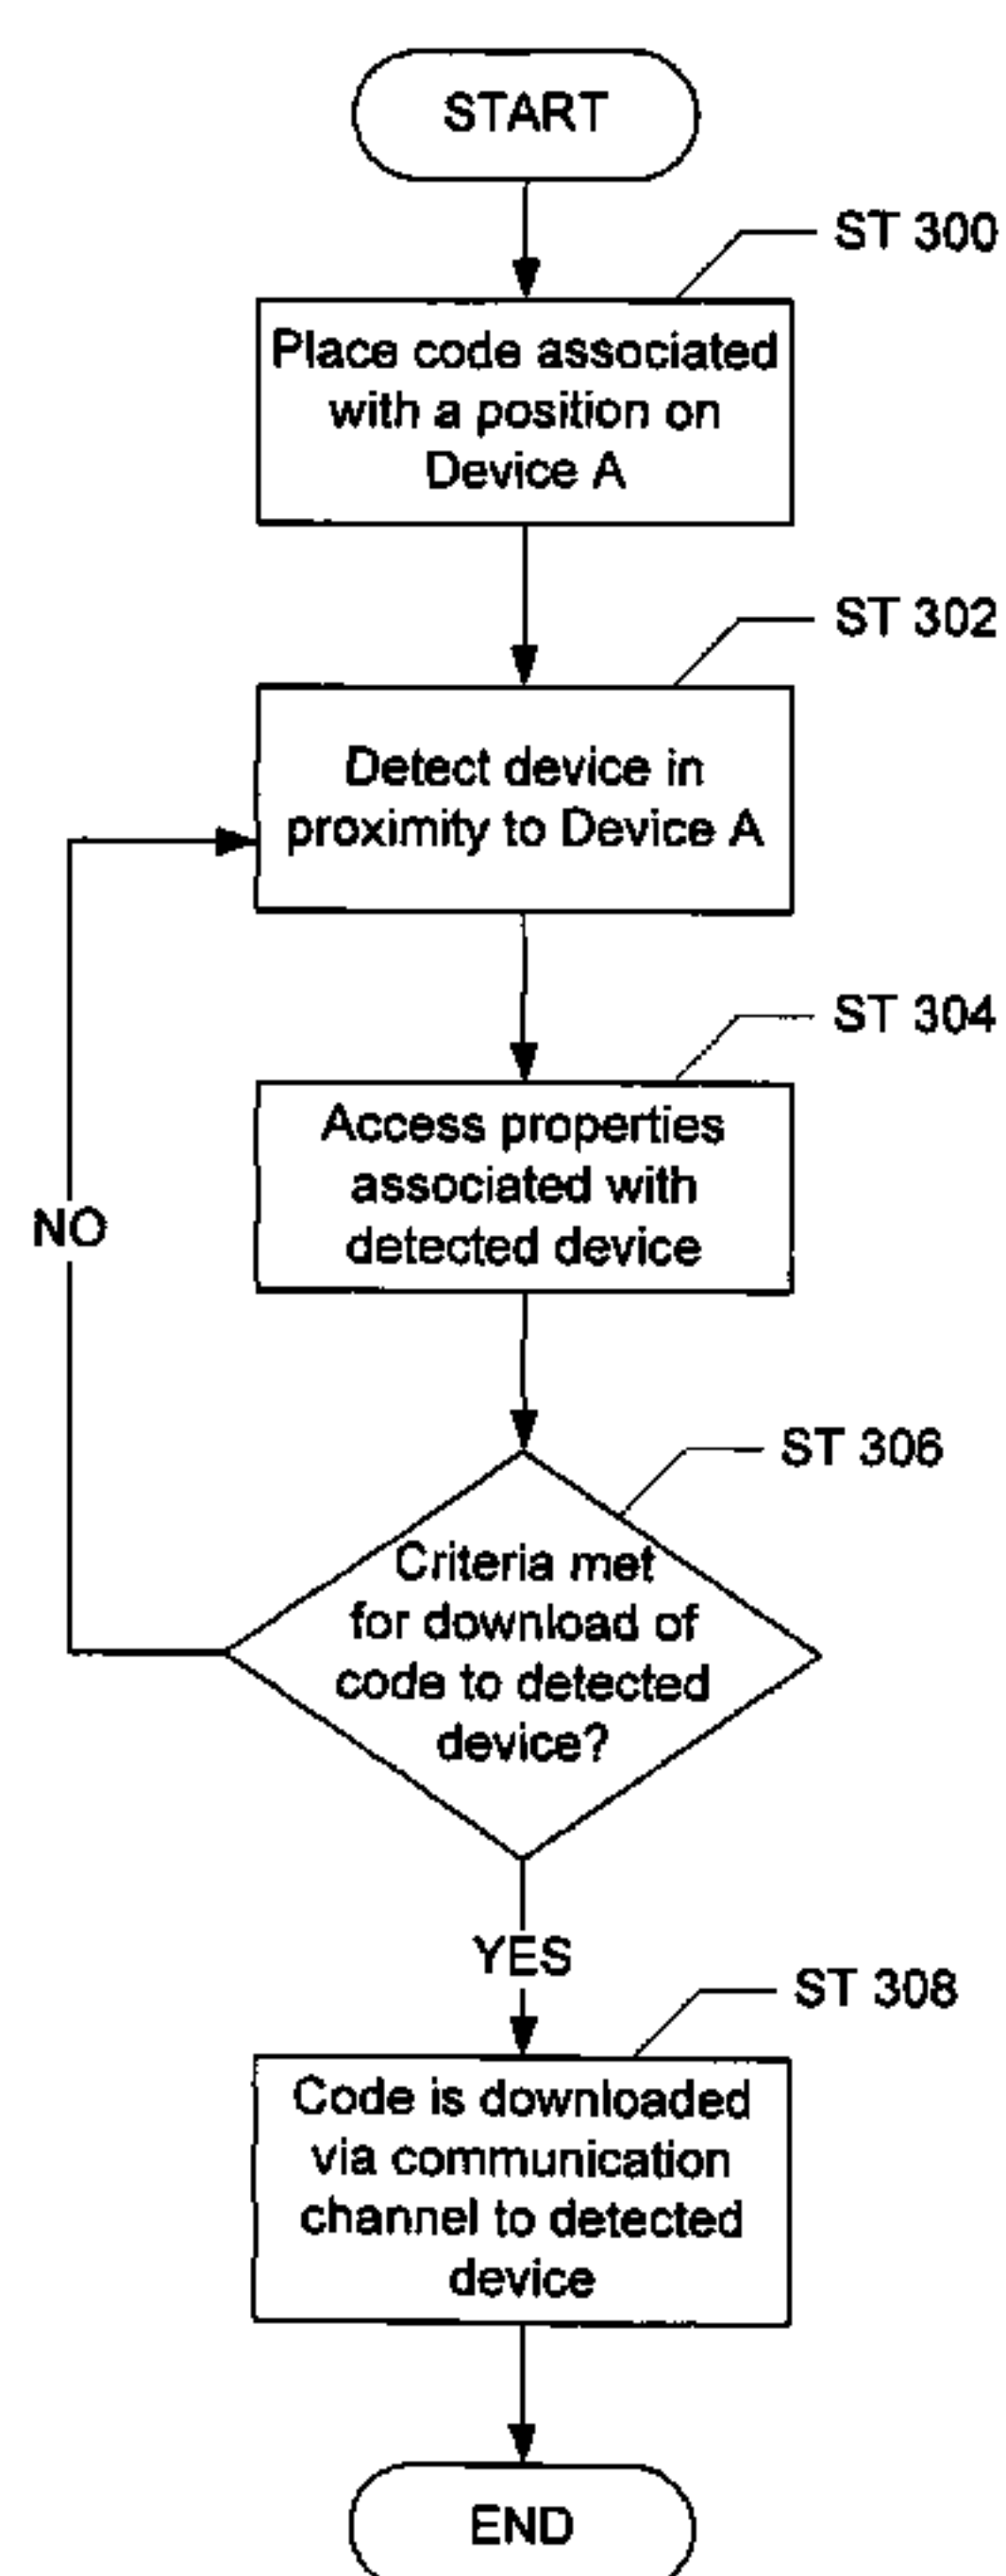 START
ST 300
Place code associated
with a position on
Device A
ST 302
Detect device in
proximity to Device A
ST 304
Access properties
associated with
detected device
NO
ST 306
Criteria met
for download of
code to detected
device?
YES
ST 308
Code is downloaded
via communication
channel to detected
device
END